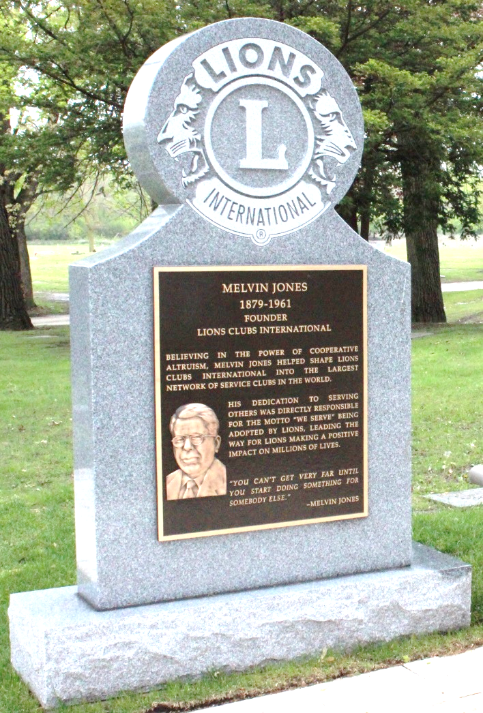 LIONS
L
INTERNATIONAL
®
MELVIN JONES
1879-1961
FOUNDER
LIONS CLUBS INTERNATIONAL
BELIEVING IN THE POWER OF COOPERATIVE
ALTRUISM, MELVIN JONES HELPED SHAPE LIONS
CLUBS INTERNATIONAL INTO THE LARGEST
NETWORK OF SERVICE CLUBS IN THE WORLD.
HIS DEDICATION TO SERVING
OTHERS WAS DIRECTLY RESPONSIBLE
FOR THE MOTTO "WE SERVE" BEING
ADOPTED BY LIONS, LEADING THE
WAY FOR LIONS MAKING A POSITIVE
IMPACT ON MILLIONS OF LIVES.
"YOU CAN'T GET VERY FAR UNTIL
YOU START DOING SOMETHING FOR
SOMEBODY ELSE."
~MELVIN JONES